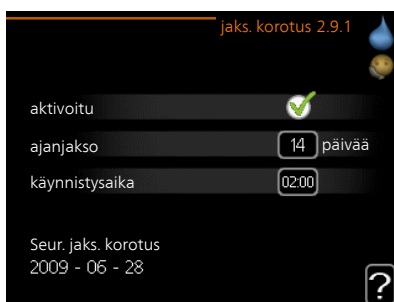 jaks. korotus 2.9.1
aktivoitu
ajanjakso 14 päivää
käynnistysaika 02:00
Seur. jaks. korotus
2009 - 06 - 28
?